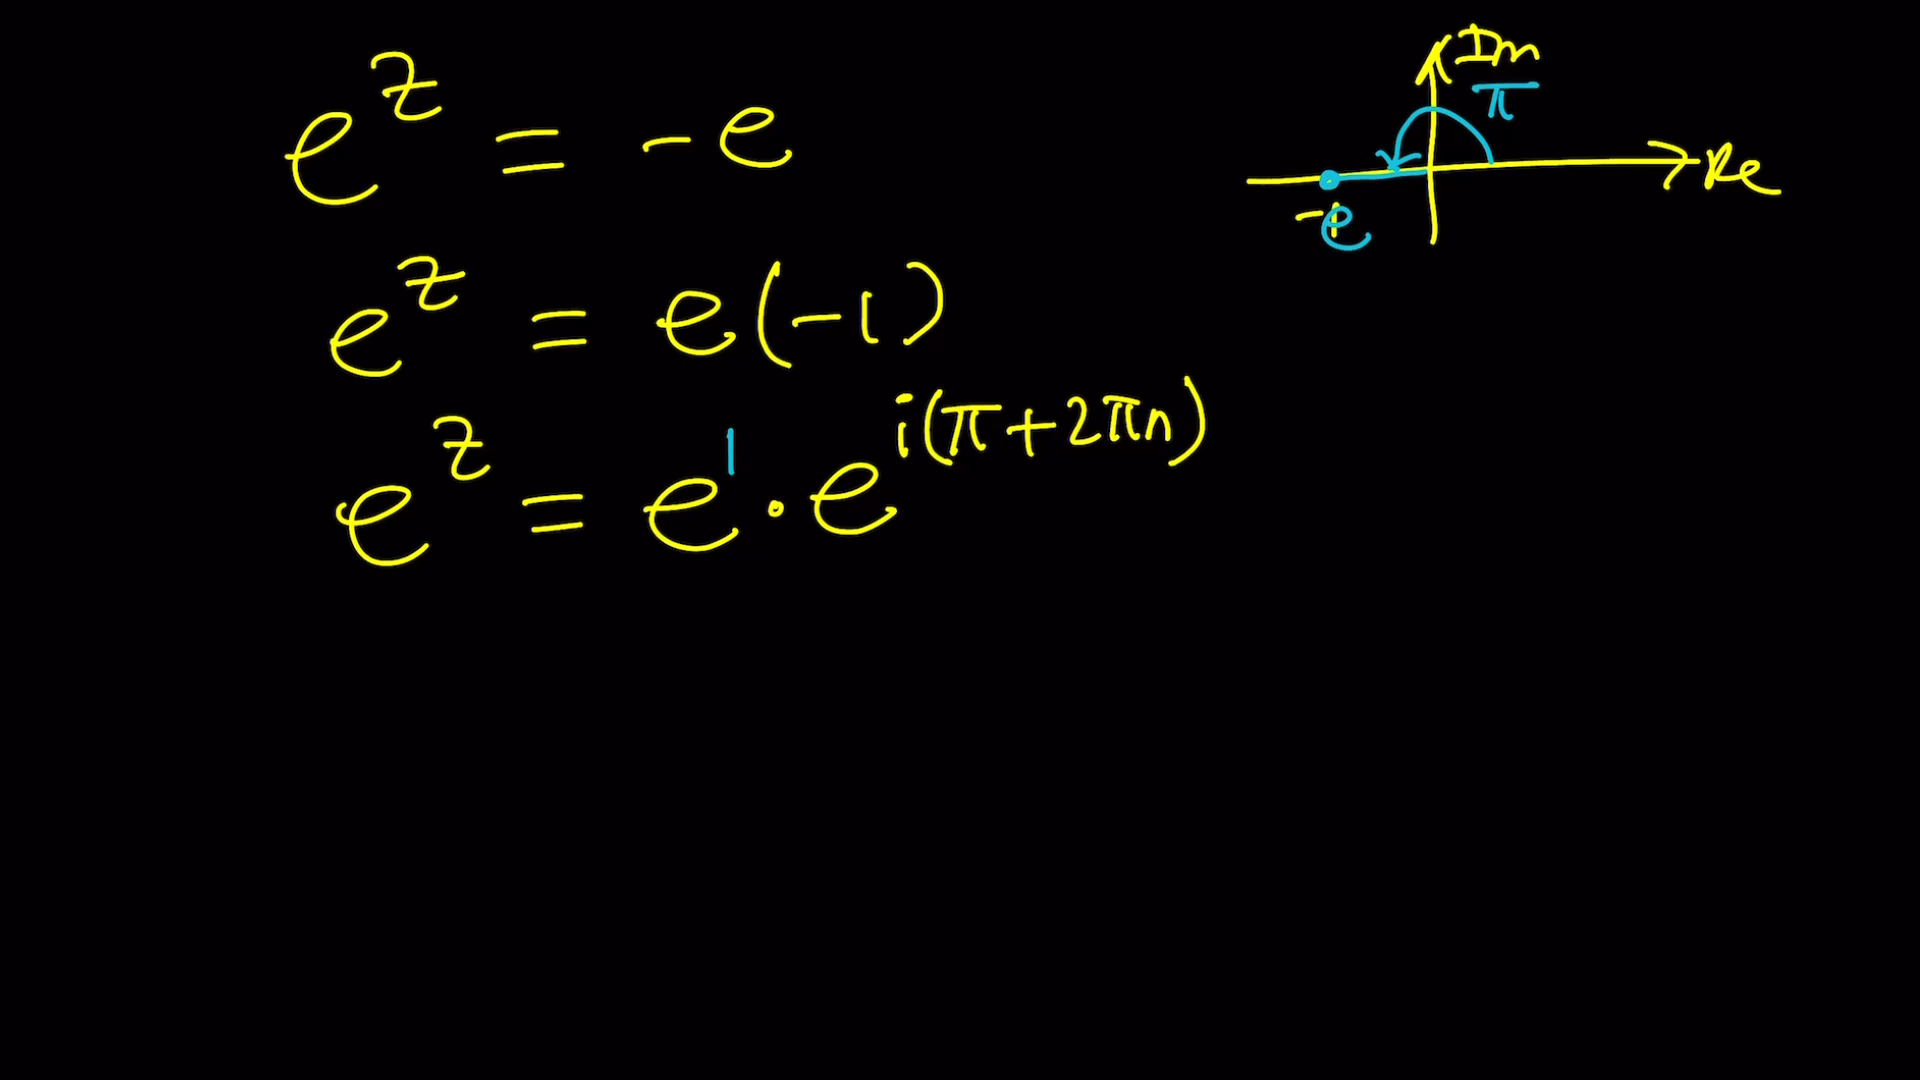 e^z = -e
e^z = e(-1)
e^z = e^1 · e^i(π+2πn)
Im
π
Re
-e